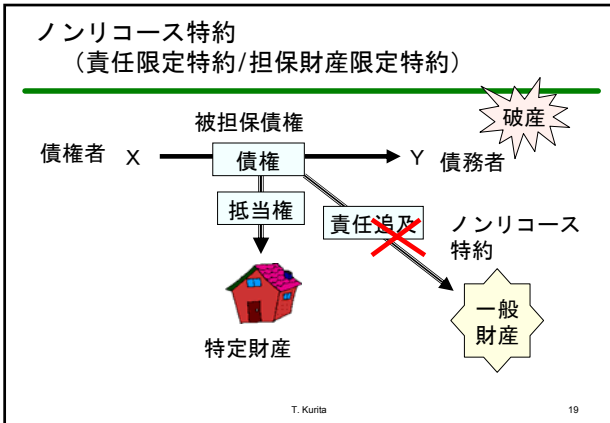 ノンリコース特約
(責任限定特約/担保財産限定特約)
破産
被担保債権
債権者 X
債権
Y 債務者
抵当権
責任追及
ノンリコース
特約
一般
財産
特定財産
T. Kurita
19